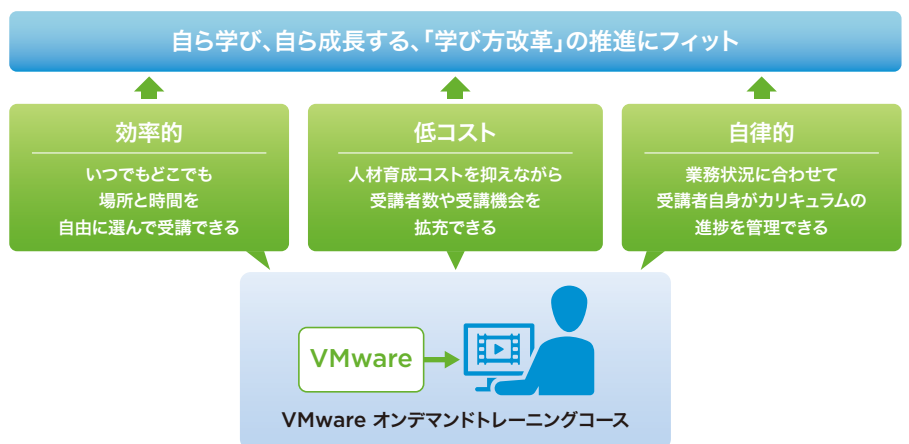 自ら学び、自ら成長する、「学び方改革」の推進にフィット
効率的
いつでもどこでも
場所と時間を
自由に選んで受講できる
低コスト
人材育成コストを抑えながら
受講者数や受講機会を
拡充できる
自律的
業務状況に合わせて
受講者自身がカリキュラムの
進捗を管理できる
VMware
VMware オンデマンドトレーニングコース